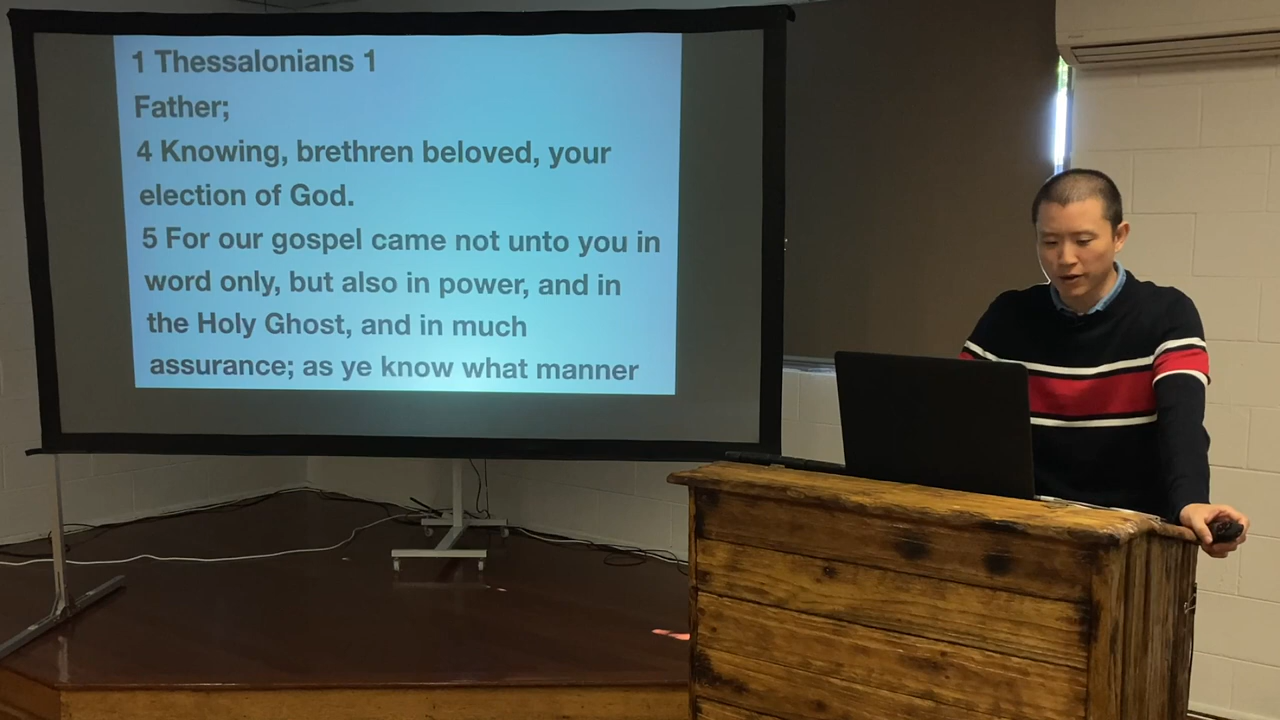 1 Thessalonians 1
Father;
4 Knowing, brethren beloved, your
election of God.
5 For our gospel came not unto you in
word only, but also in power, and in
the Holy Ghost, and in much
assurance; as ye know what manner